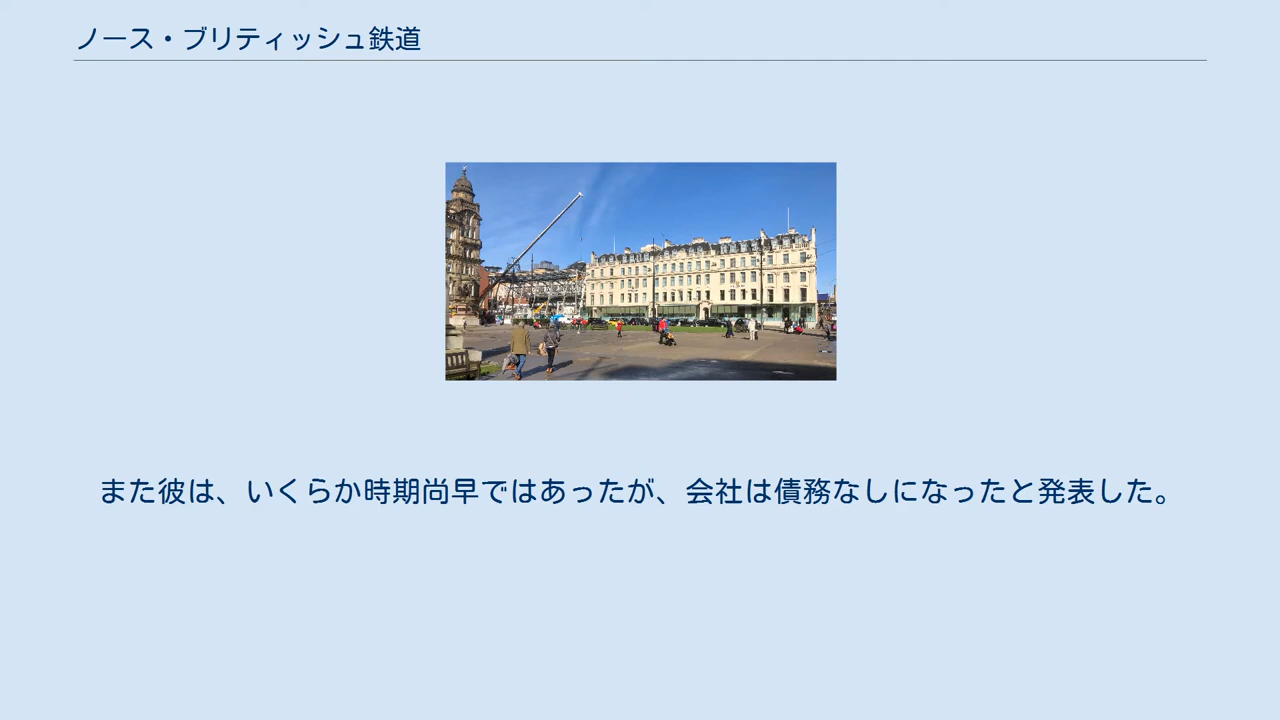 ノース・ブリティッシュ鉄道
また彼は、いくらか時期尚早ではあったが、会社は債務なしになったと発表した。